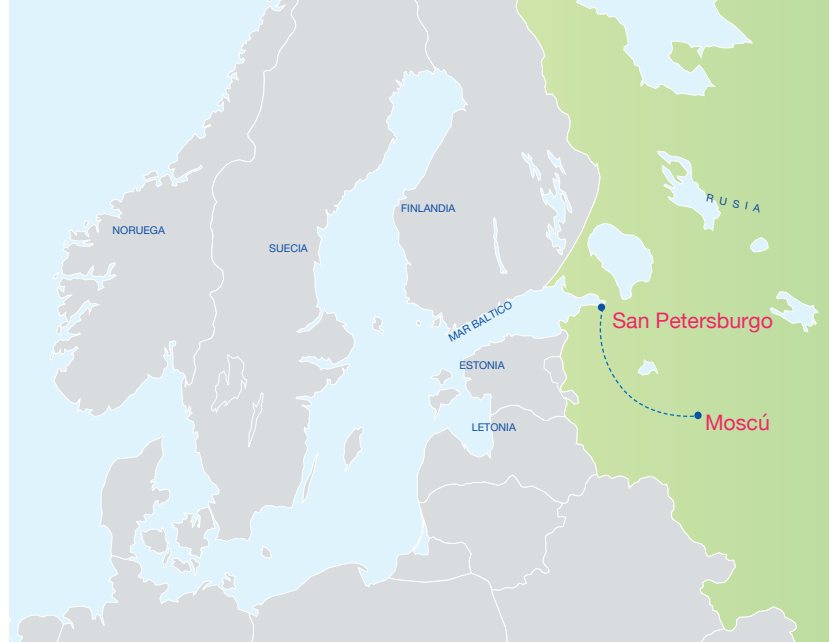 RUSIA
FINLANDIA
NORUEGA
SUECIA
MAR BALTICO
San Petersburgo
ESTONIA
Moscú
LETONIA